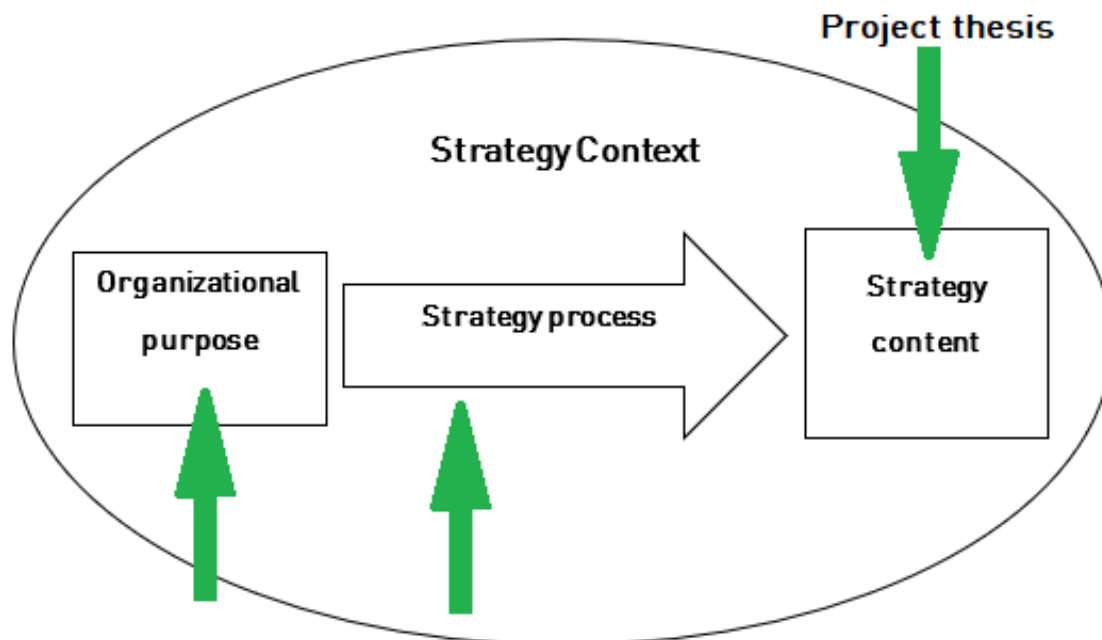 Project thesis
Strategy Context
Organizational
purpose
Strategy process
Strategy
content